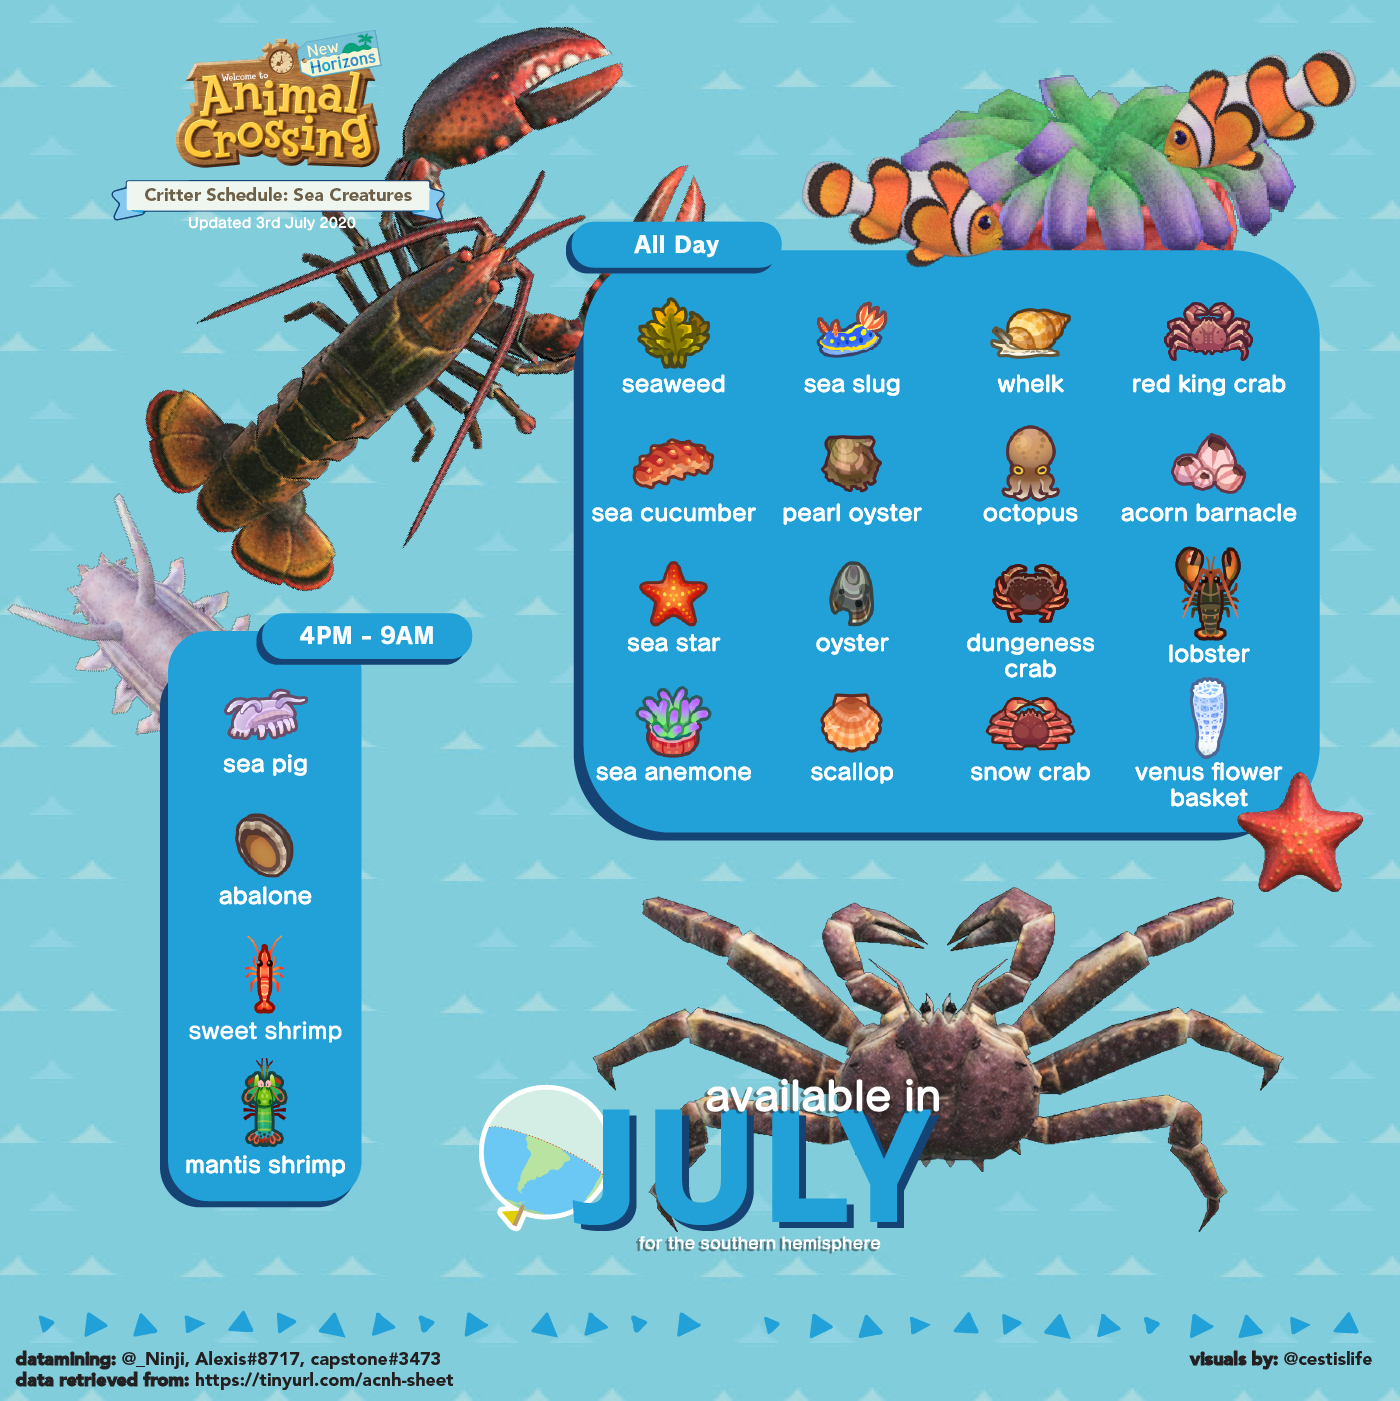 New
Horizons
Welcome to
Animal
Crossing
Critter Schedule: Sea Creatures
Updated 3rd July 2020
All Day
seaweed
sea slug
whelk
red king crab
sea cucumber
pearl oyster
octopus
acorn barnacle
sea star
oyster
dungeness
crab
lobster
sea anemone
scallop
snow crab
venus flower
basket
4PM - 9AM
sea pig
abalone
sweet shrimp
mantis shrimp
available in
JULY
for the southern hemisphere
datamining: @_Ninji, Alexis#8717, capstone#3473
data retrieved from: https://tinyurl.com/acnh-sheet
visuals by: @cestislife